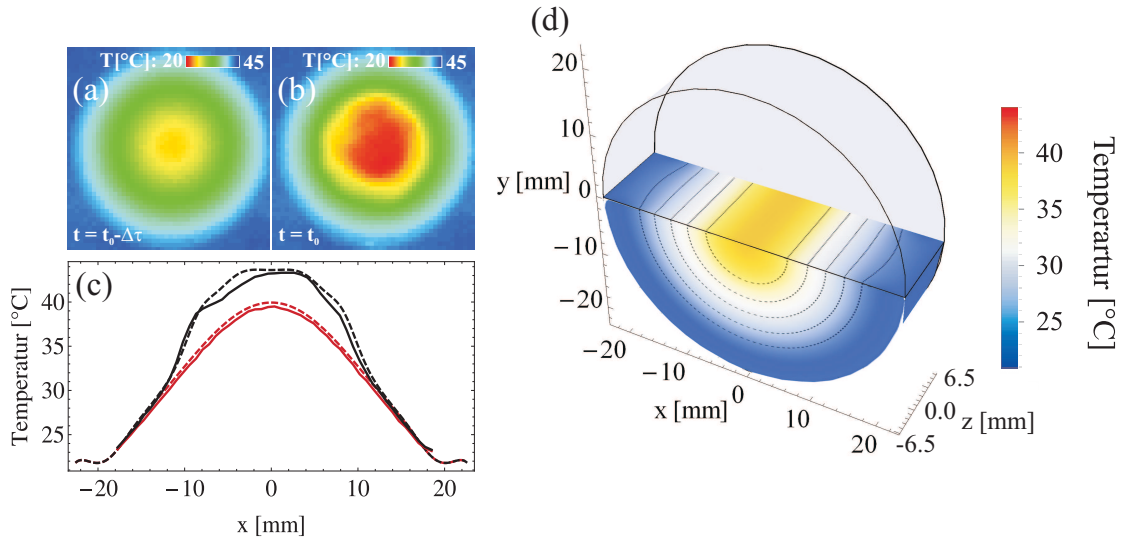 (a)
T[°C]: 20 45
t = t₀-Δτ
(b)
T[°C]: 20 45
t = t₀
(c)
Temperatur [°C]
40
35
30
25
−20 −10 0 10 20
x [mm]
(d)
20
10
y [mm] 0
−10
−20
−20
−10
x [mm] 0
10
20
6.5
0.0 z [mm]
-6.5
40
35
30
25
Temperartur [°C]